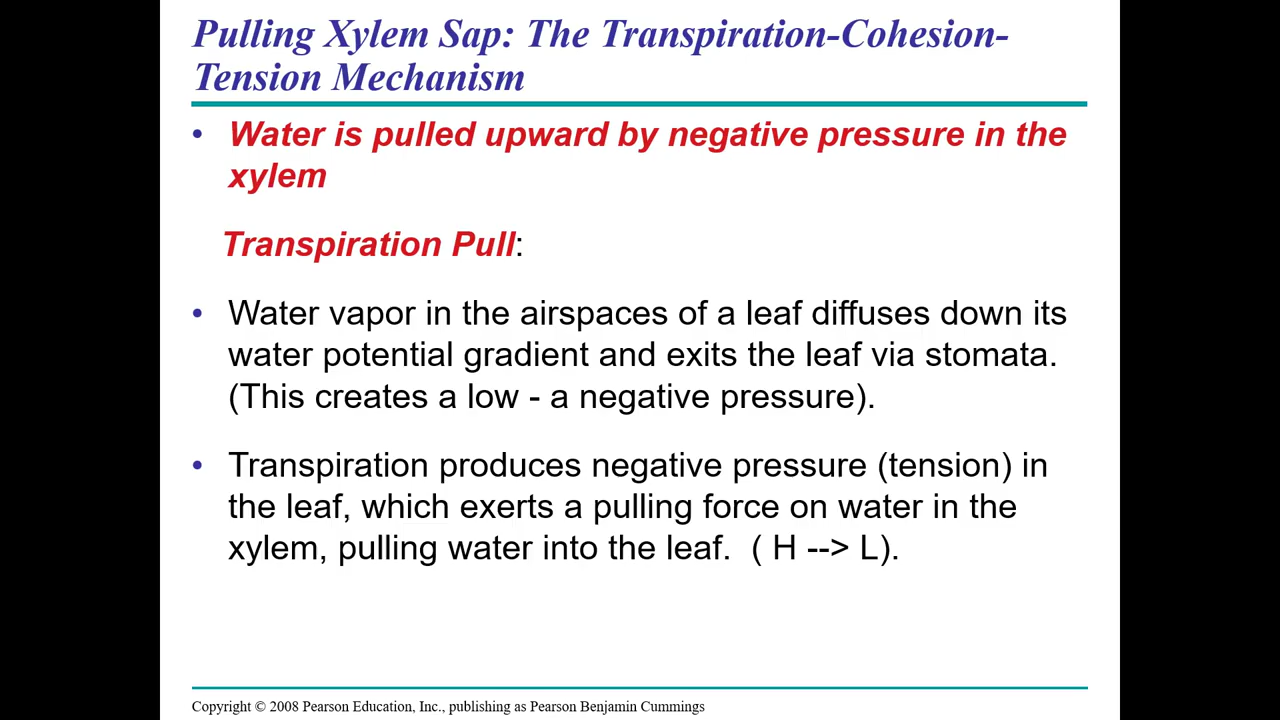 Pulling Xylem Sap: The Transpiration-Cohesion-
Tension Mechanism
• Water is pulled upward by negative pressure in the
xylem
Transpiration Pull:
• Water vapor in the airspaces of a leaf diffuses down its
water potential gradient and exits the leaf via stomata.
(This creates a low - a negative pressure).
• Transpiration produces negative pressure (tension) in
the leaf, which exerts a pulling force on water in the
xylem, pulling water into the leaf. ( H --> L).
Copyright © 2008 Pearson Education, Inc., publishing as Pearson Benjamin Cummings